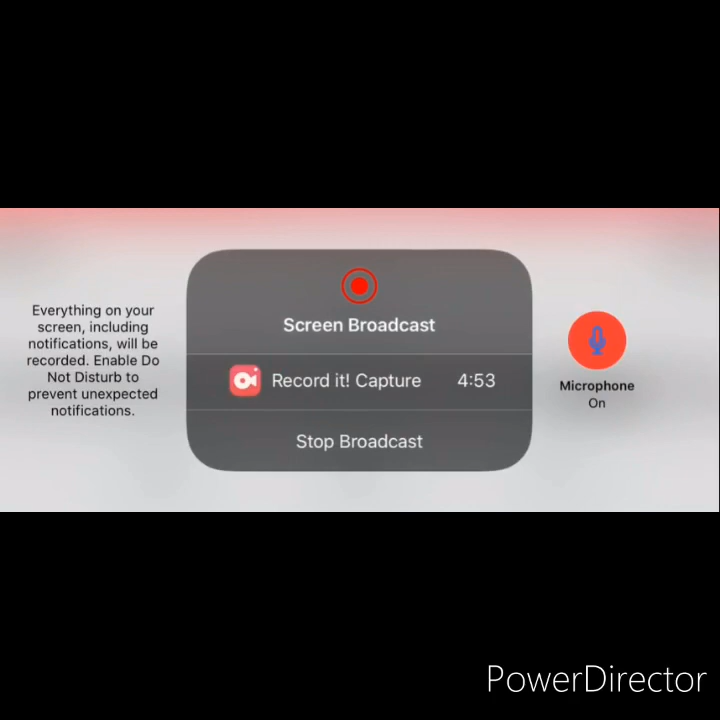 Everything on your
screen, including
notifications, will be
recorded. Enable Do
Not Disturb to
prevent unexpected
notifications.
Screen Broadcast
Record it! Capture 4:53
Stop Broadcast
Microphone
On
PowerDirector